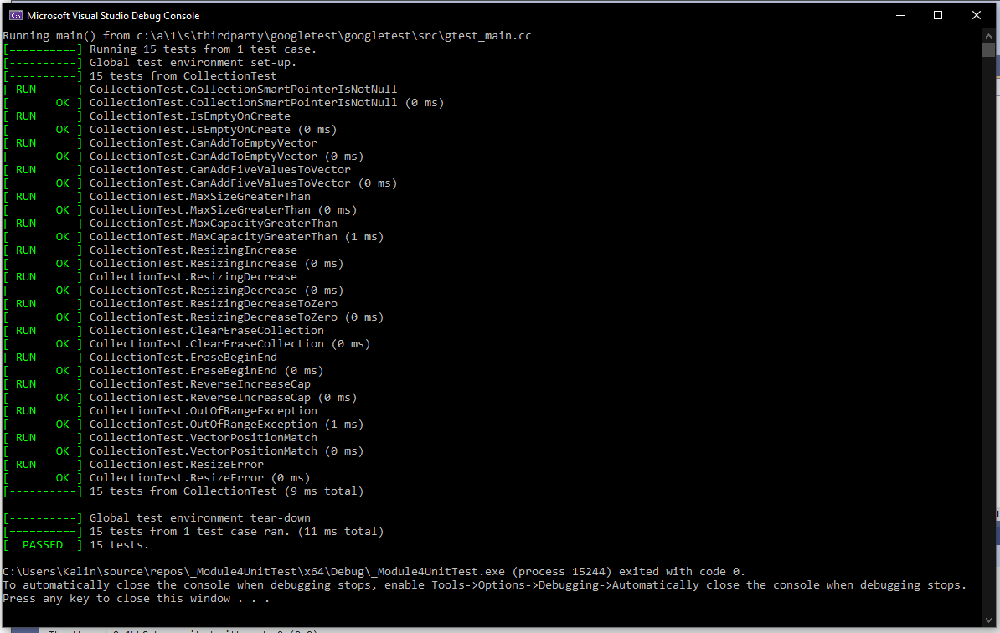 Microsoft Visual Studio Debug Console
Running main() from c:\a\1\s\thirdparty\googletest\googletest\src\gtest_main.cc
[==========] Running 15 tests from 1 test case.
[----------] Global test environment set-up.
[----------] 15 tests from CollectionTest
[ RUN      ] CollectionTest.CollectionSmartPointerIsNotNull
[       OK ] CollectionTest.CollectionSmartPointerIsNotNull (0 ms)
[ RUN      ] CollectionTest.IsEmptyOnCreate
[       OK ] CollectionTest.IsEmptyOnCreate (0 ms)
[ RUN      ] CollectionTest.CanAddToEmptyVector
[       OK ] CollectionTest.CanAddToEmptyVector (0 ms)
[ RUN      ] CollectionTest.CanAddFiveValuesToVector
[       OK ] CollectionTest.CanAddFiveValuesToVector (0 ms)
[ RUN      ] CollectionTest.MaxSizeGreaterThan
[       OK ] CollectionTest.MaxSizeGreaterThan (0 ms)
[ RUN      ] CollectionTest.MaxCapacityGreaterThan
[       OK ] CollectionTest.MaxCapacityGreaterThan (1 ms)
[ RUN      ] CollectionTest.ResizingIncrease
[       OK ] CollectionTest.ResizingIncrease (0 ms)
[ RUN      ] CollectionTest.ResizingDecrease
[       OK ] CollectionTest.ResizingDecrease (0 ms)
[ RUN      ] CollectionTest.ResizingDecreaseToZero
[       OK ] CollectionTest.ResizingDecreaseToZero (0 ms)
[ RUN      ] CollectionTest.ClearEraseCollection
[       OK ] CollectionTest.ClearEraseCollection (0 ms)
[ RUN      ] CollectionTest.EraseBeginEnd
[       OK ] CollectionTest.EraseBeginEnd (0 ms)
[ RUN      ] CollectionTest.ReverseIncreaseCap
[       OK ] CollectionTest.ReverseIncreaseCap (0 ms)
[ RUN      ] CollectionTest.OutOfRangeException
[       OK ] CollectionTest.OutOfRangeException (1 ms)
[ RUN      ] CollectionTest.VectorPositionMatch
[       OK ] CollectionTest.VectorPositionMatch (0 ms)
[ RUN      ] CollectionTest.ResizeError
[       OK ] CollectionTest.ResizeError (0 ms)
[----------] 15 tests from CollectionTest (9 ms total)
[----------] Global test environment tear-down
[==========] 15 tests from 1 test case ran. (11 ms total)
[  PASSED  ] 15 tests.
C:\Users\Kalin\source\repos\_Module4UnitTest\x64\Debug\_Module4UnitTest.exe (process 15244) exited with code 0.
To automatically close the console when debugging stops, enable Tools->Options->Debugging->Automatically close the console when debugging stops.
Press any key to close this window . . .